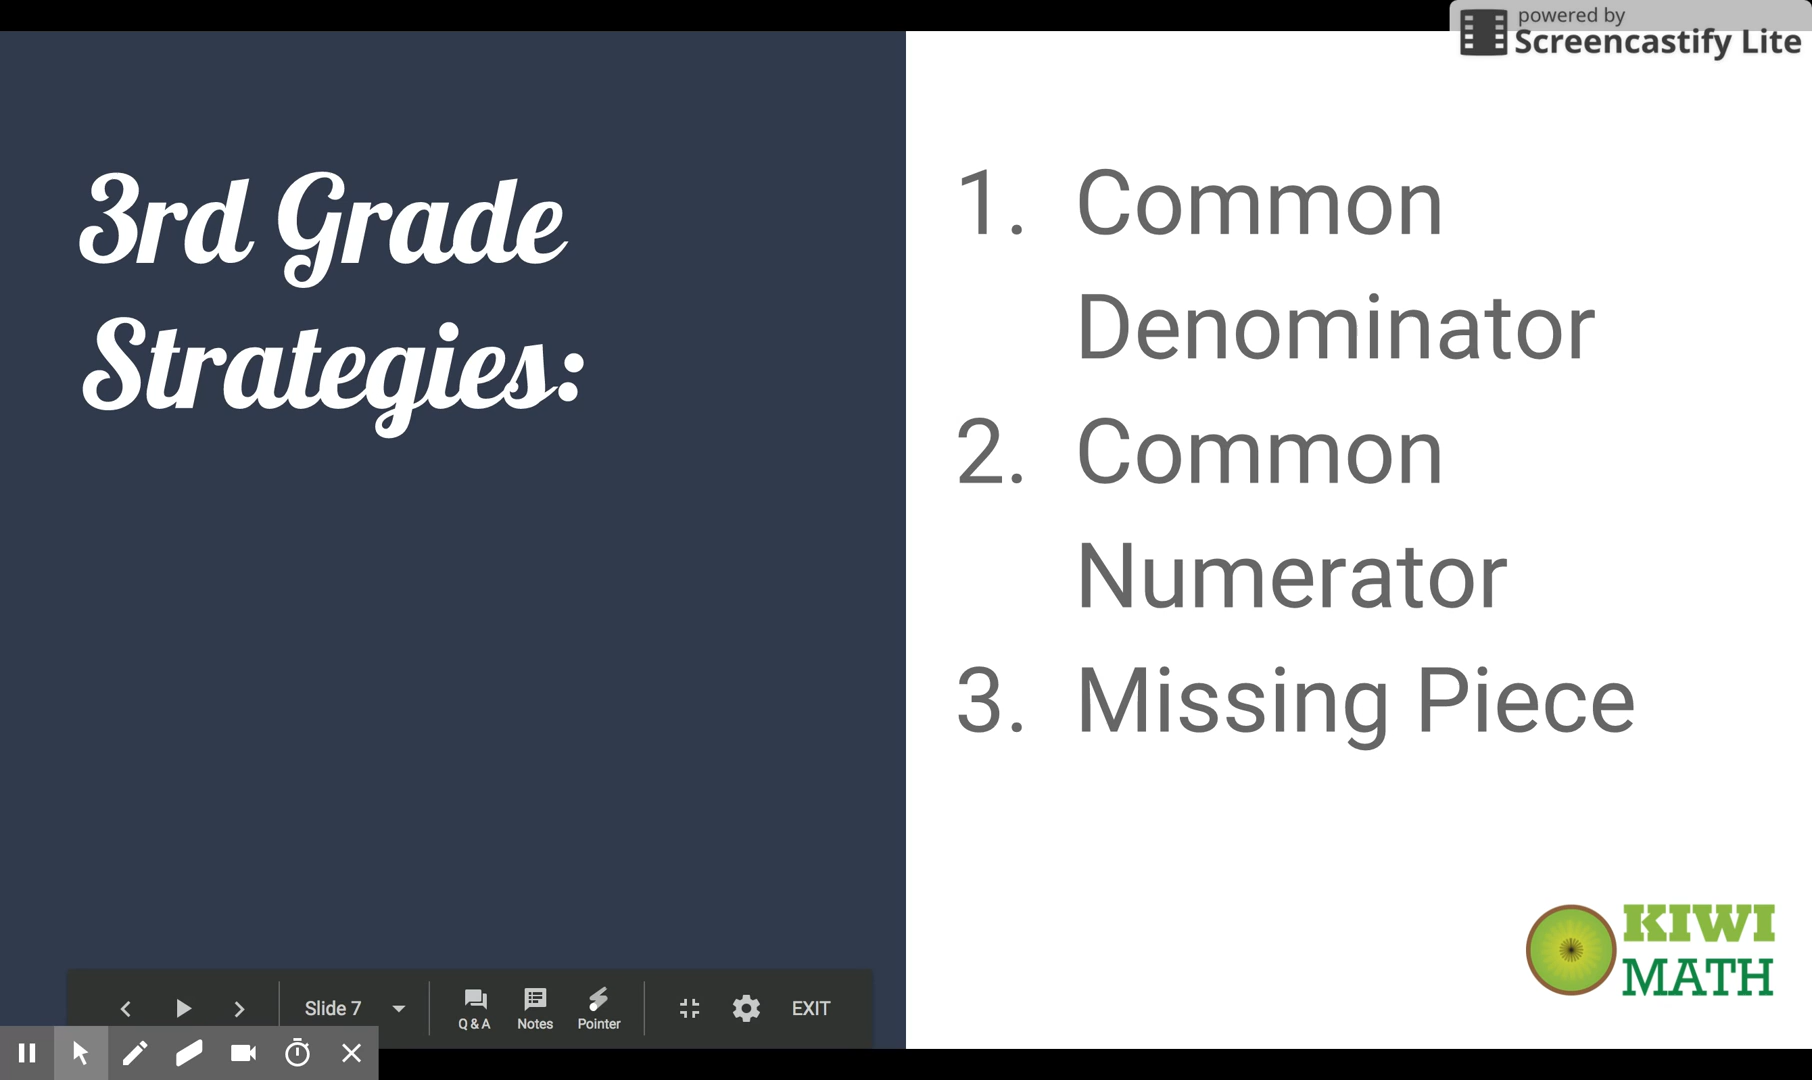 powered by
Screencastify Lite
3rd Grade
Strategies:
1. Common
Denominator
2. Common
Numerator
3. Missing Piece
KIWI
MATH
Slide 7
Q & A
Notes
Pointer
EXIT